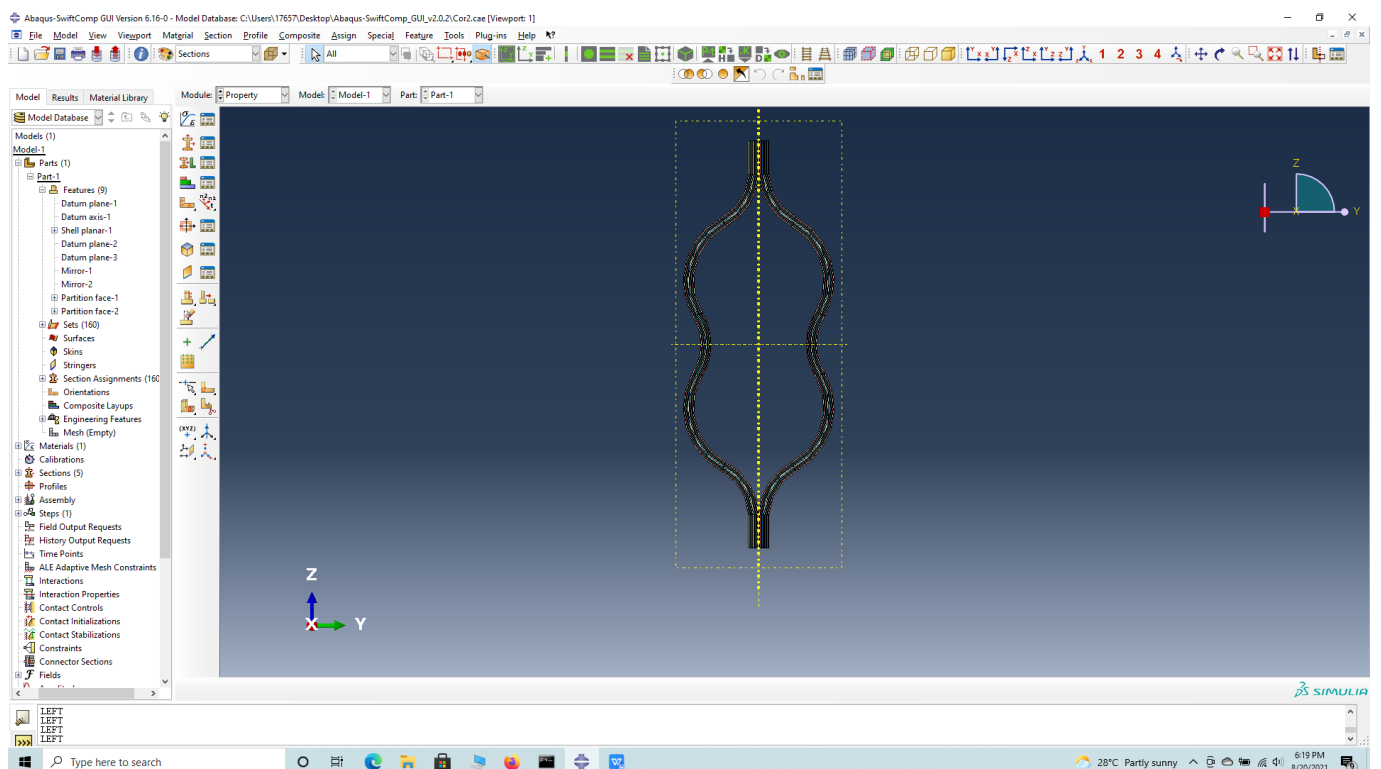 Abaqus-SwiftComp GUI Version 6.16-0 - Model Database: C:\Users\17657\Desktop\Abaqus-SwiftComp_GUI_v2.0.2\Cor2.cae [Viewport: 1]
File Model View Viewport Material Section Profile Composite Assign Special Feature Tools Plug-ins Help
Sections All 1 2 3 4
Model Results Material Library Module: Property Model: Model-1 Part: Part-1
Model Database
Models (1)
Model-1
Parts (1)
Part-1
Features (9)
Datum plane-1
Datum axis-1
Shell planar-1
Datum plane-2
Datum plane-3
Mirror-1
Mirror-2
Partition face-1
Partition face-2
Sets (160)
Surfaces
Skins
Stringers
Section Assignments (160
Orientations
Composite Layups
Engineering Features
Mesh (Empty)
Materials (1)
Calibrations
Sections (5)
Profiles
Assembly
Steps (1)
Field Output Requests
History Output Requests
Time Points
ALE Adaptive Mesh Constraints
Interactions
Interaction Properties
Contact Controls
Contact Initializations
Contact Stabilizations
Constraints
Connector Sections
Fields
(XYZ)
Z
X Y
Z
X Y
SIMULIA
LEFT
LEFT
LEFT
LEFT
Type here to search
28°C Partly sunny
6:19 PM
8/20/2021